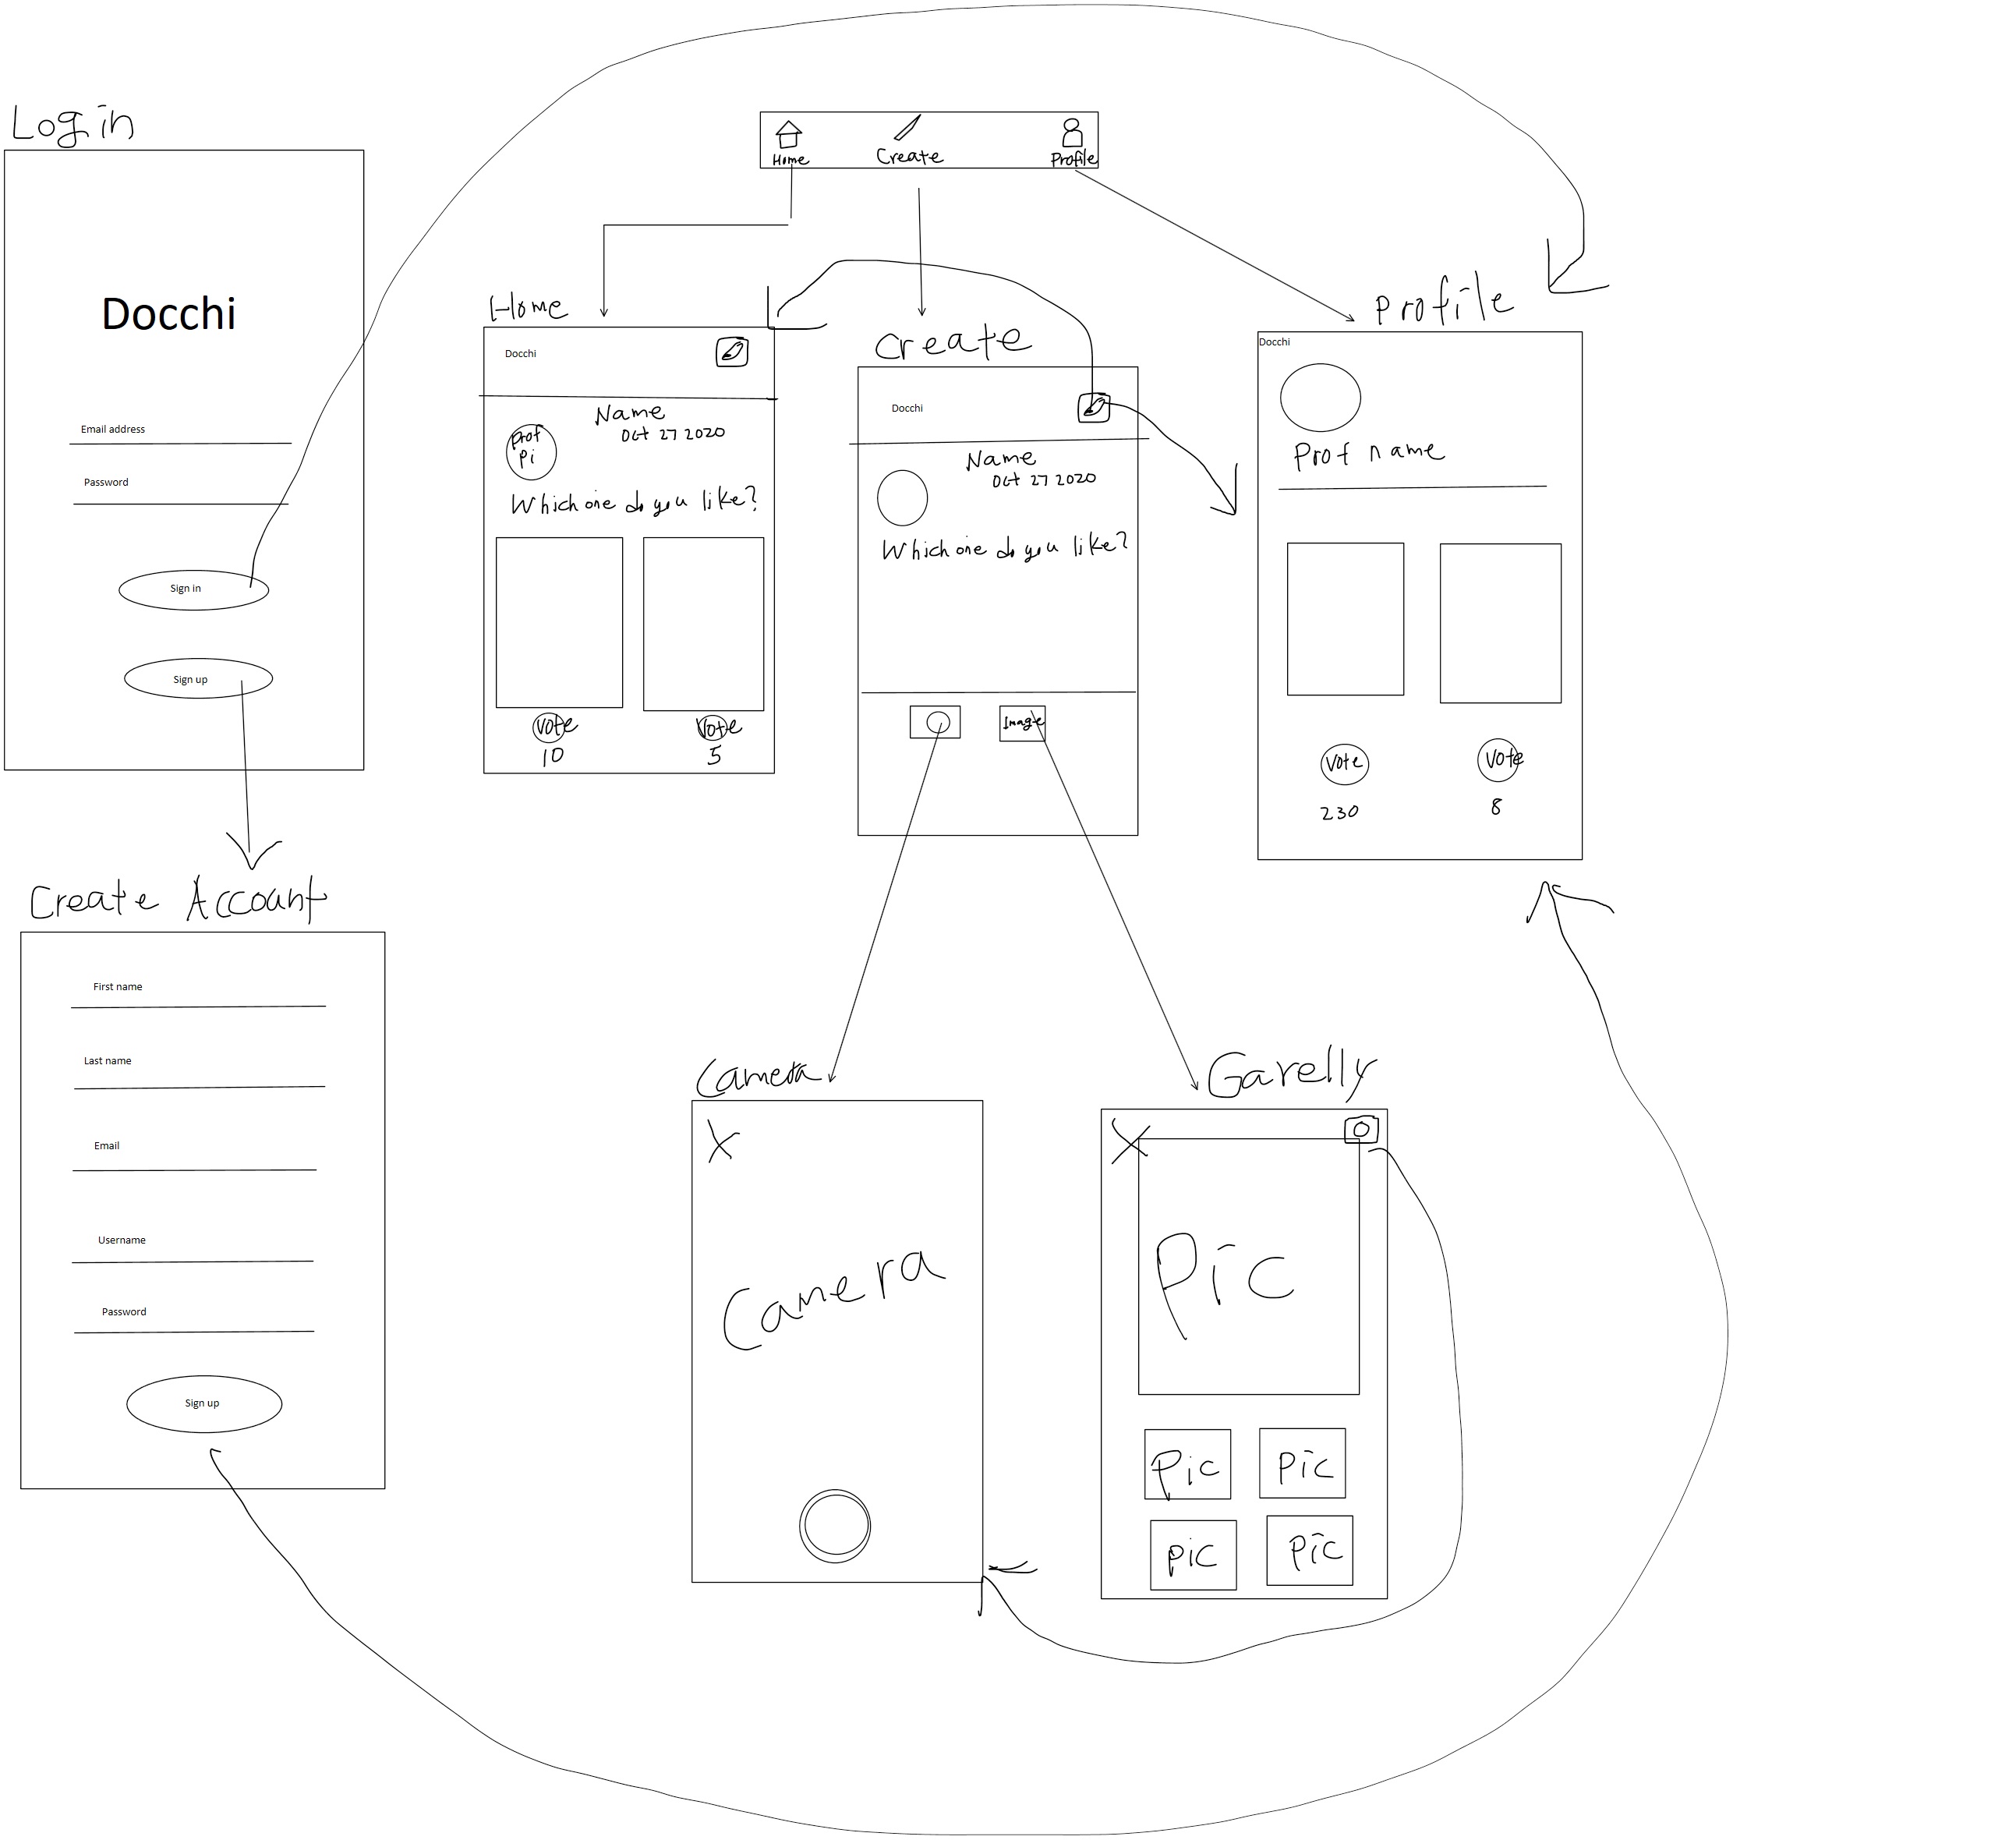 Login
Docchi
Email address
Password
Sign in
Sign up
Create Account
First name
Last name
Email
Username
Password
Sign up
Home
Create
Profile
Home
Docchi
Name
Oct 27 2020
prof
pi
Which one do you like?
Vote
Vote
10
5
Create
Docchi
Name
Oct 27 2020
Which one do you like?
Image
Profile
Docchi
Prof name
Vote
Vote
230
8
Camera
X
Camera
Garelly
X
Pic
Pic
Pic
Pic
Pic